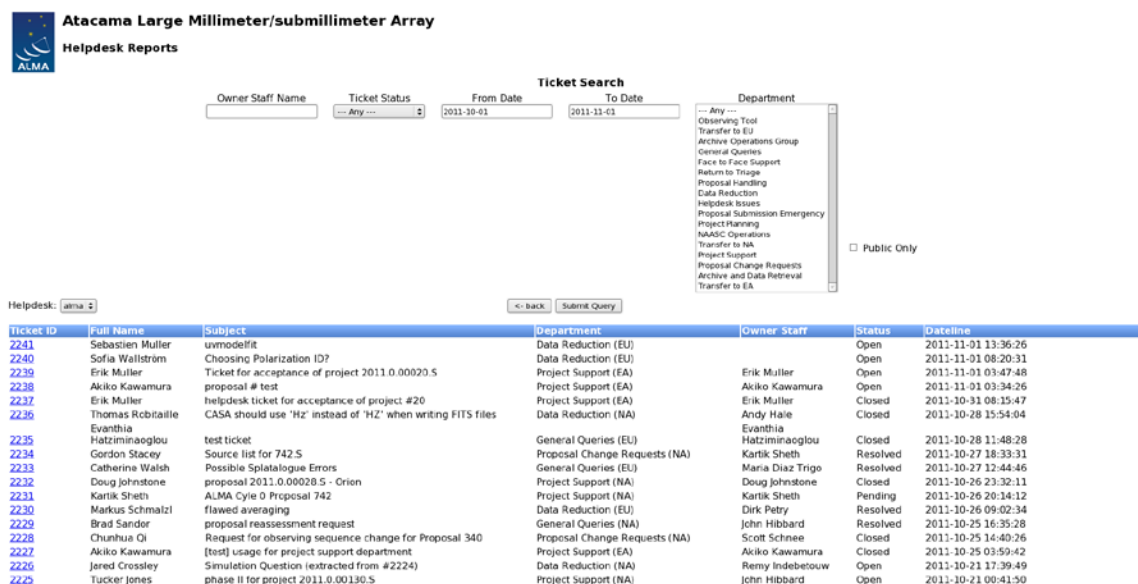 Atacama Large Millimeter/submillimeter Array
Helpdesk Reports
ALMA
Ticket Search
Owner Staff Name Ticket Status From Date To Date Department
--- Any --- 2011-10-01 2011-11-01
--- Any ---
Observing Tool
Transfer to EU
Archive Operations Group
General Queries
Face to Face Support
Return to Triage
Proposal Handling
Data Reduction
Helpdesk Issues
Proposal Submission Emergency
Project Planning
NAASC Operations
Transfer to NA
Project Support
Proposal Change Requests
Archive and Data Retrieval
Transfer to EA
Public Only
Helpdesk: alma <- back Submit Query
Ticket ID Full Name Subject Department Owner Staff Status Dateline
2241 Sebastien Muller uvmodelfit Data Reduction (EU) Open 2011-11-01 13:36:26
2240 Sofia Wallström Choosing Polarization ID? Data Reduction (EU) Open 2011-11-01 08:20:31
2239 Erik Muller Ticket for acceptance of project 2011.0.00020.S Project Support (EA) Erik Muller Open 2011-11-01 03:47:48
2238 Akiko Kawamura proposal # test Project Support (EA) Akiko Kawamura Open 2011-11-01 03:34:26
2237 Erik Muller helpdesk ticket for acceptance of project #20 Project Support (EA) Erik Muller Closed 2011-10-31 08:15:47
2236 Thomas Robitaille CASA should use 'Hz' instead of 'HZ' when writing FITS files Data Reduction (NA) Andy Hale Closed 2011-10-28 15:54:04
Evanthia Evanthia
2235 Hatziminaoglou test ticket General Queries (EU) Hatziminaoglou Closed 2011-10-28 11:48:28
2234 Gordon Stacey Source list for 742.S Proposal Change Requests (NA) Kartik Sheth Resolved 2011-10-27 18:33:31
2233 Catherine Walsh Possible Splatalogue Errors General Queries (EU) Maria Diaz Trigo Resolved 2011-10-27 12:44:46
2232 Doug Johnstone proposal 2011.0.00028.S - Orion Project Support (NA) Doug Johnstone Closed 2011-10-26 23:32:11
2231 Kartik Sheth ALMA Cyle 0 Proposal 742 Project Support (NA) Kartik Sheth Pending 2011-10-26 20:14:12
2230 Markus Schmalzl flawed averaging Data Reduction (EU) Dirk Petry Resolved 2011-10-26 09:02:34
2229 Brad Sandor proposal reassessment request General Queries (NA) John Hibbard Resolved 2011-10-25 16:35:28
2228 Chunhua Qi Request for observing sequence change for Proposal 340 Proposal Change Requests (NA) Scott Schnee Closed 2011-10-25 14:40:26
2227 Akiko Kawamura [test] usage for project support department Project Support (EA) Akiko Kawamura Closed 2011-10-25 03:59:42
2226 Jared Crossley Simulation Question (extracted from #2224) Data Reduction (NA) Remy Indebetouw Open 2011-10-21 17:39:49
2225 Tucker Jones phase II for project 2011.0.00130.S Project Support (NA) John Hibbard Open 2011-10-21 00:41:50